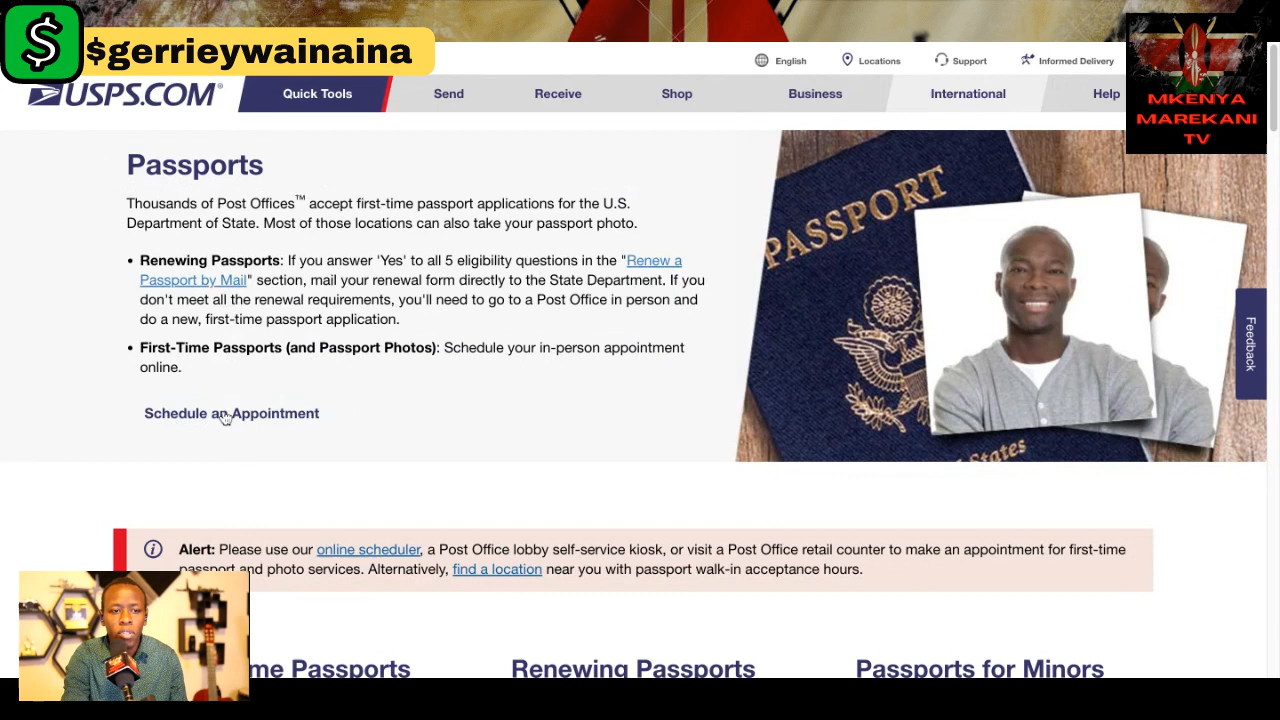 $gerrieywainaina
English
Locations
Support
Informed Delivery
USPS.COM®
Quick Tools
Send
Receive
Shop
Business
International
Help
MKENYA
MAREKANI
TV
Passports
Thousands of Post Offices™ accept first-time passport applications for the U.S.
Department of State. Most of those locations can also take your passport photo.
• Renewing Passports: If you answer 'Yes' to all 5 eligibility questions in the "Renew a
Passport by Mail" section, mail your renewal form directly to the State Department. If you
don't meet all the renewal requirements, you'll need to go to a Post Office in person and
do a new, first-time passport application.
• First-Time Passports (and Passport Photos): Schedule your in-person appointment
online.
Schedule an Appointment
PASSPORT
States
Feedback
Alert: Please use our online scheduler, a Post Office lobby self-service kiosk, or visit a Post Office retail counter to make an appointment for first-time
passport and photo services. Alternatively, find a location near you with passport walk-in acceptance hours.
me Passports
Renewing Passports
Passports for Minors